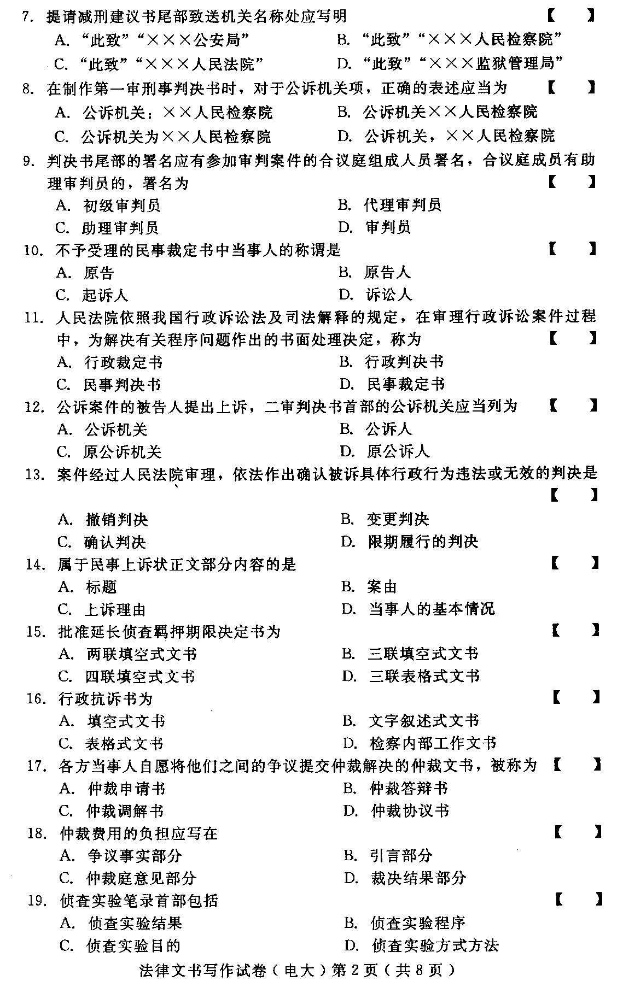 7. 提请减刑建议书尾部致送机关名称处应写明 【 】
A. “此致”“×××公安局” B. “此致”“×××人民检察院”
C. “此致”“×××人民法院” D. “此致”“×××监狱管理局”
8. 在制作第一审刑事判决书时，对于公诉机关项，正确的表述应当为 【 】
A. 公诉机关：××人民检察院 B. 公诉机关××人民检察院
C. 公诉机关为××人民检察院 D. 公诉机关，××人民检察院
9. 判决书尾部的署名应有参加审判案件的合议庭组成人员署名，合议庭成员有助
理审判员的，署名为 【 】
A. 初级审判员 B. 代理审判员
C. 助理审判员 D. 审判员
10. 不予受理的民事裁定书中当事人的称谓是 【 】
A. 原告 B. 原告人
C. 起诉人 D. 诉讼人
11. 人民法院依照我国行政诉讼法及司法解释的规定，在审理行政诉讼案件过程
中，为解决有关程序问题作出的书面处理决定，称为 【 】
A. 行政裁定书 B. 行政判决书
C. 民事判决书 D. 民事裁定书
12. 公诉案件的被告人提出上诉，二审判决书首部的公诉机关应当列为 【 】
A. 公诉机关 B. 公诉人
C. 原公诉机关 D. 原公诉人
13. 案件经过人民法院审理，依法作出确认被诉具体行政行为违法或无效的判决是
【 】
A. 撤销判决 B. 变更判决
C. 确认判决 D. 限期履行的判决
14. 属于民事上诉状正文部分内容的是 【 】
A. 标题 B. 案由
C. 上诉理由 D. 当事人的基本情况
15. 批准延长侦查羁押期限决定书为 【 】
A. 两联填空式文书 B. 三联填空式文书
C. 四联填空式文书 D. 三联表格式文书
16. 行政抗诉书为 【 】
A. 填空式文书 B. 文字叙述式文书
C. 表格式文书 D. 检察内部工作文书
17. 各方当事人自愿将他们之间的争议提交仲裁解决的仲裁文书，被称为 【 】
A. 仲裁申请书 B. 仲裁答辩书
C. 仲裁调解书 D. 仲裁协议书
18. 仲裁费用的负担应写在 【 】
A. 争议事实部分 B. 引言部分
C. 仲裁庭意见部分 D. 裁决结果部分
19. 侦查实验笔录首部包括 【 】
A. 侦查实验结果 B. 侦查实验程序
C. 侦查实验目的 D. 侦查实验方式方法
法律文书写作试卷（电大）第 2 页（共 8 页）